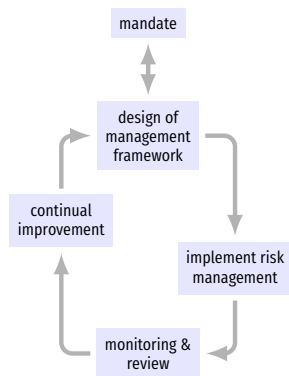 mandate
design of
management
framework
continual
improvement
implement risk
management
monitoring &
review